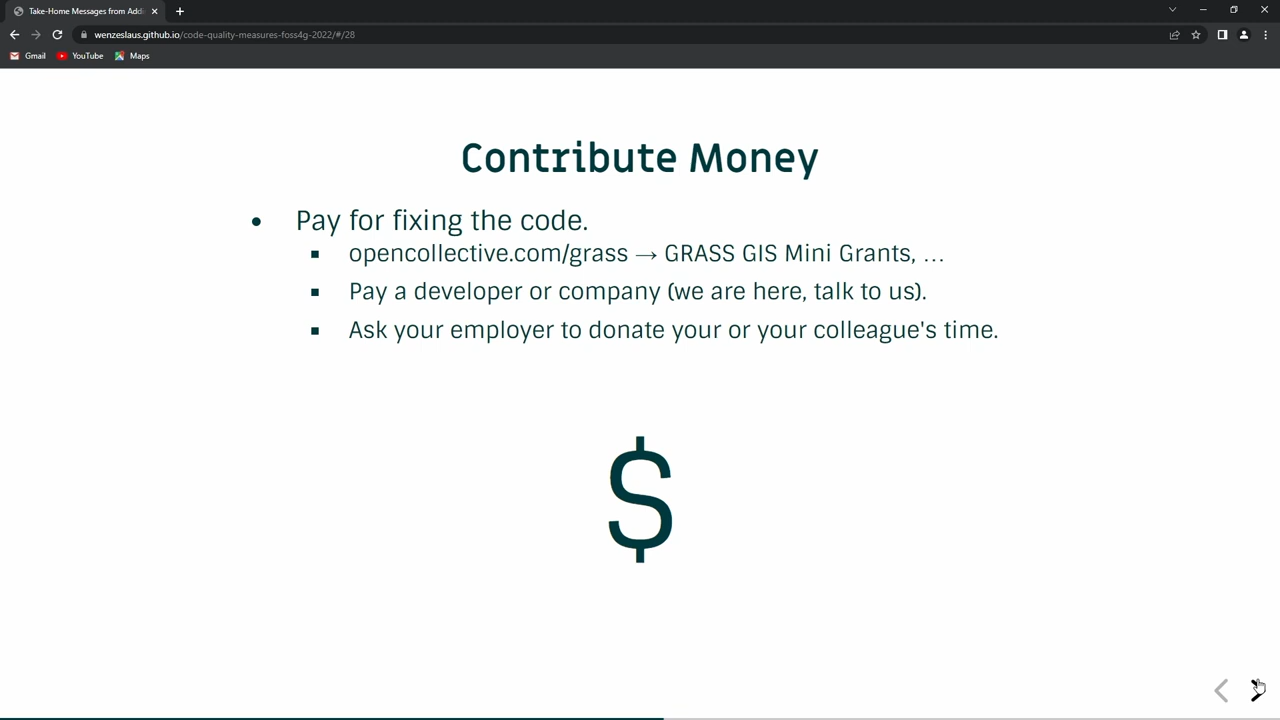 Take-Home Messages from Addi
wenzeslaus.github.io/code-quality-measures-foss4g-2022/#/28
Gmail
YouTube
Maps
Contribute Money
• Pay for fixing the code.
▪ opencollective.com/grass → GRASS GIS Mini Grants, …
▪ Pay a developer or company (we are here, talk to us).
▪ Ask your employer to donate your or your colleague's time.
$